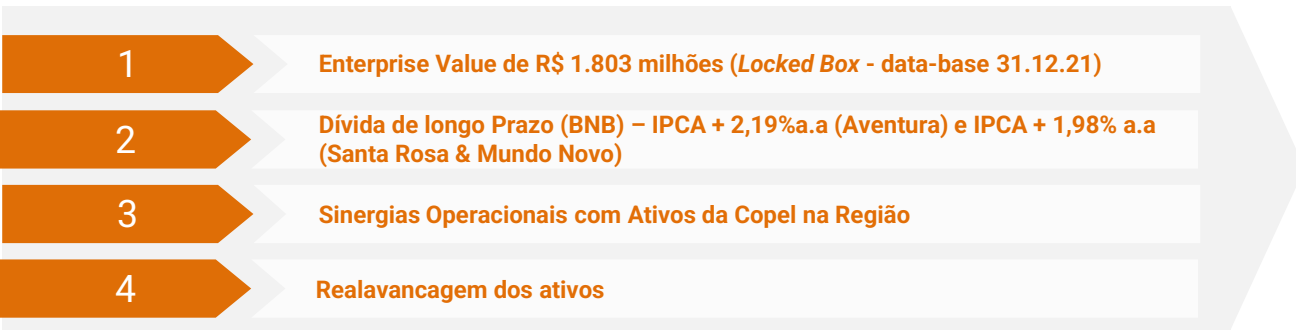 1
Enterprise Value de R$ 1.803 milhões (Locked Box - data-base 31.12.21)
2
Dívida de longo Prazo (BNB) – IPCA + 2,19%a.a (Aventura) e IPCA + 1,98% a.a
(Santa Rosa & Mundo Novo)
3
Sinergias Operacionais com Ativos da Copel na Região
4
Realavancagem dos ativos